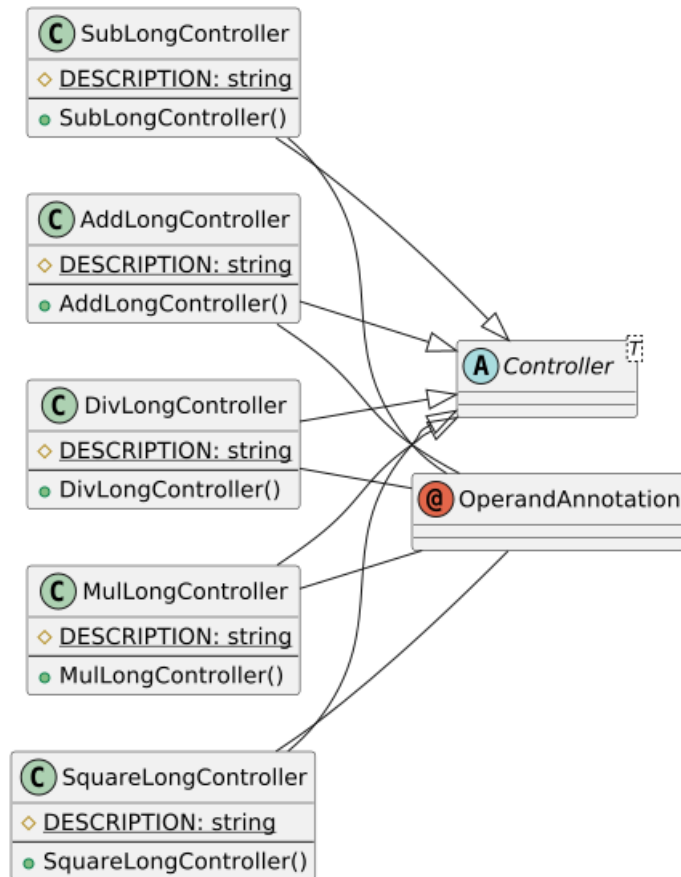 C SubLongController
DESCRIPTION: string
SubLongController()
C AddLongController
DESCRIPTION: string
AddLongController()
T
A Controller
C DivLongController
DESCRIPTION: string
DivLongController()
@ OperandAnnotation
C MulLongController
DESCRIPTION: string
MulLongController()
C SquareLongController
DESCRIPTION: string
SquareLongController()